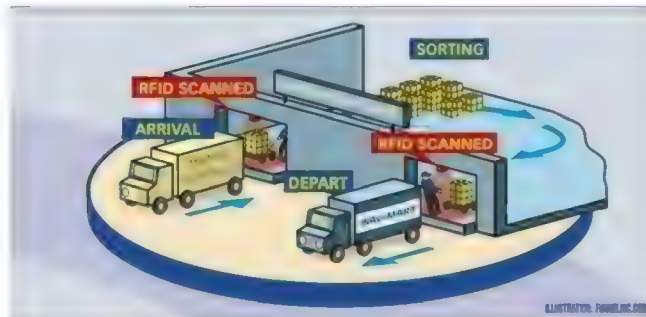 SORTING
RFID SCANNED
ARRIVAL
RFID SCANNED
DEPART
WAL-MART